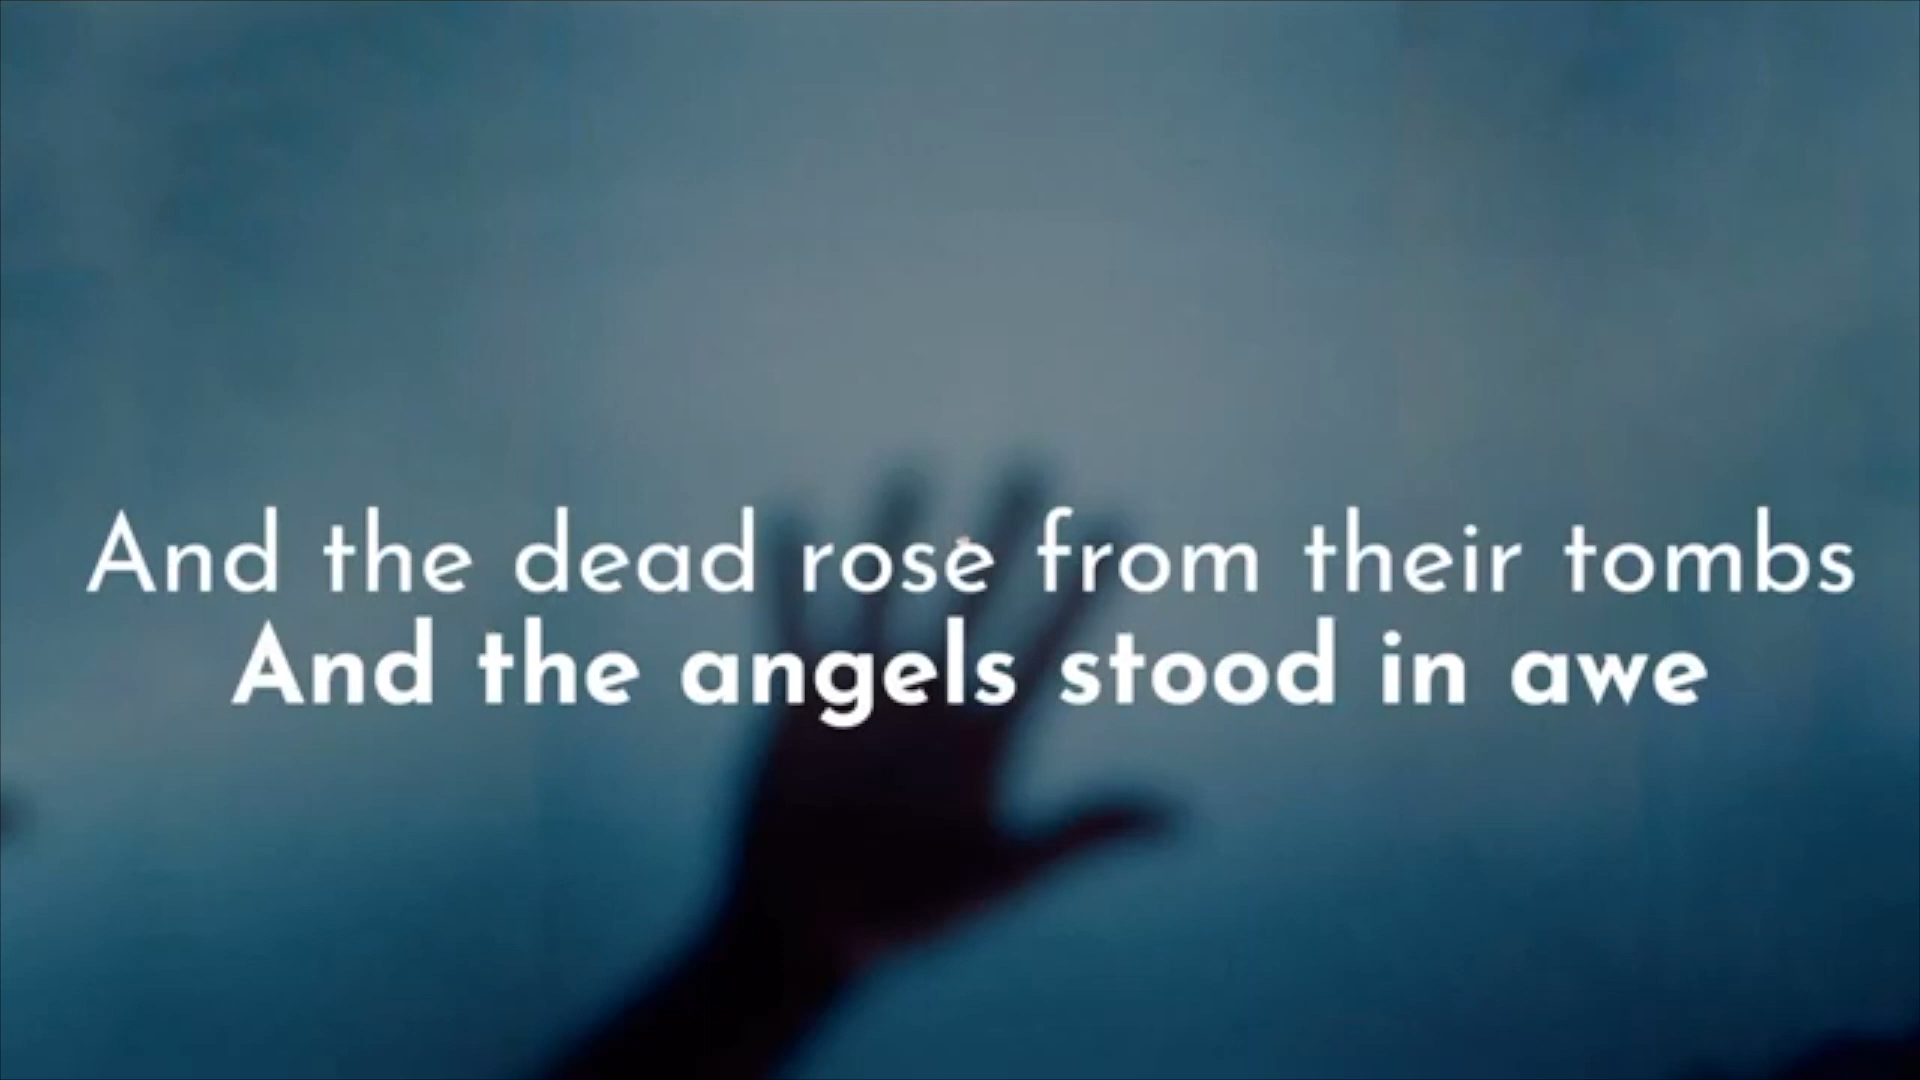 And the dead rose from their tombs
And the angels stood in awe